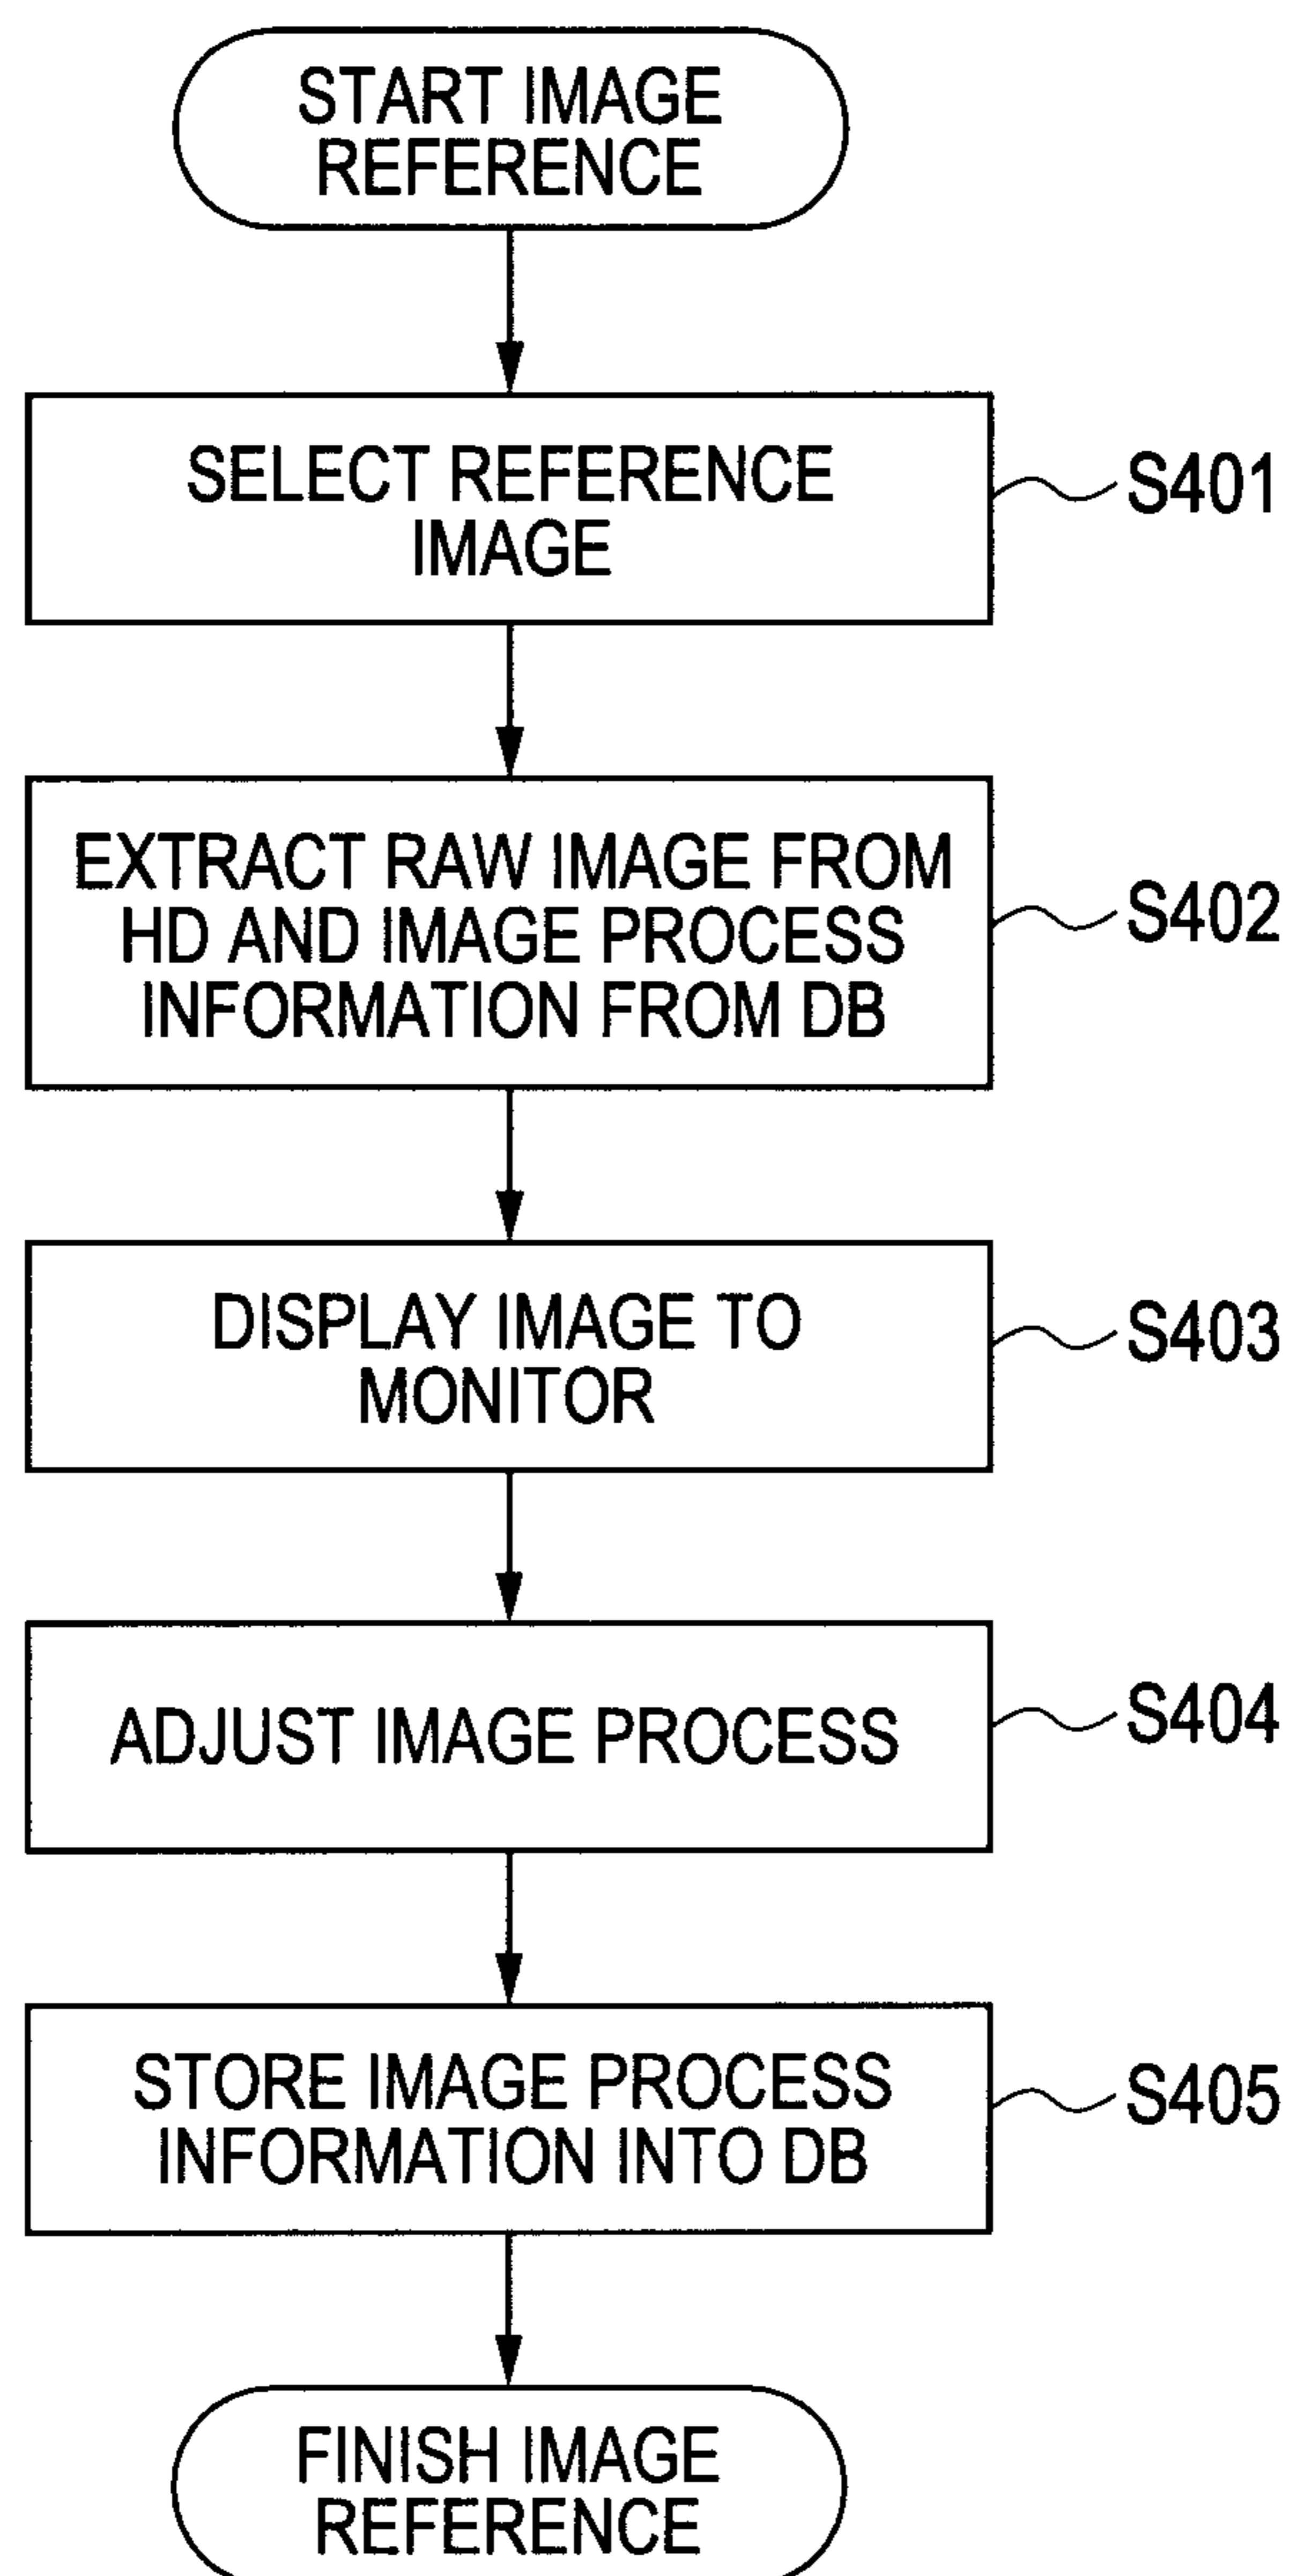 START IMAGE
REFERENCE
SELECT REFERENCE
IMAGE
S401
EXTRACT RAW IMAGE FROM
HD AND IMAGE PROCESS
INFORMATION FROM DB
S402
DISPLAY IMAGE TO
MONITOR
S403
ADJUST IMAGE PROCESS
S404
STORE IMAGE PROCESS
INFORMATION INTO DB
S405
FINISH IMAGE
REFERENCE